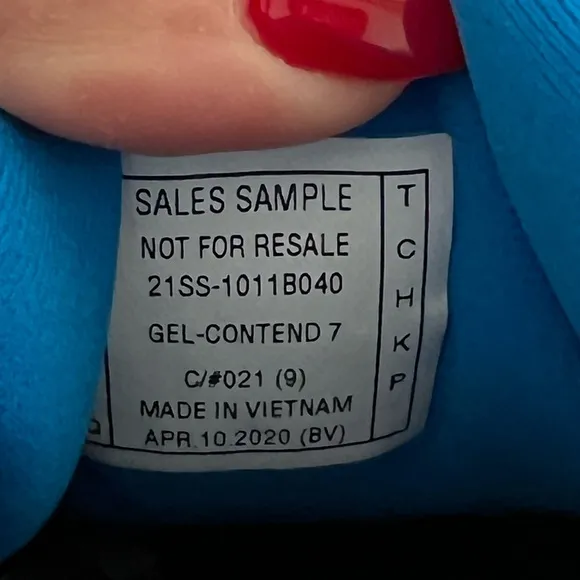 SALES SAMPLE
NOT FOR RESALE
21SS-1011B040
GEL-CONTEND 7
C/#021 (9)
MADE IN VIETNAM
APR.10.2020 (BV)
T
C
H
K
P